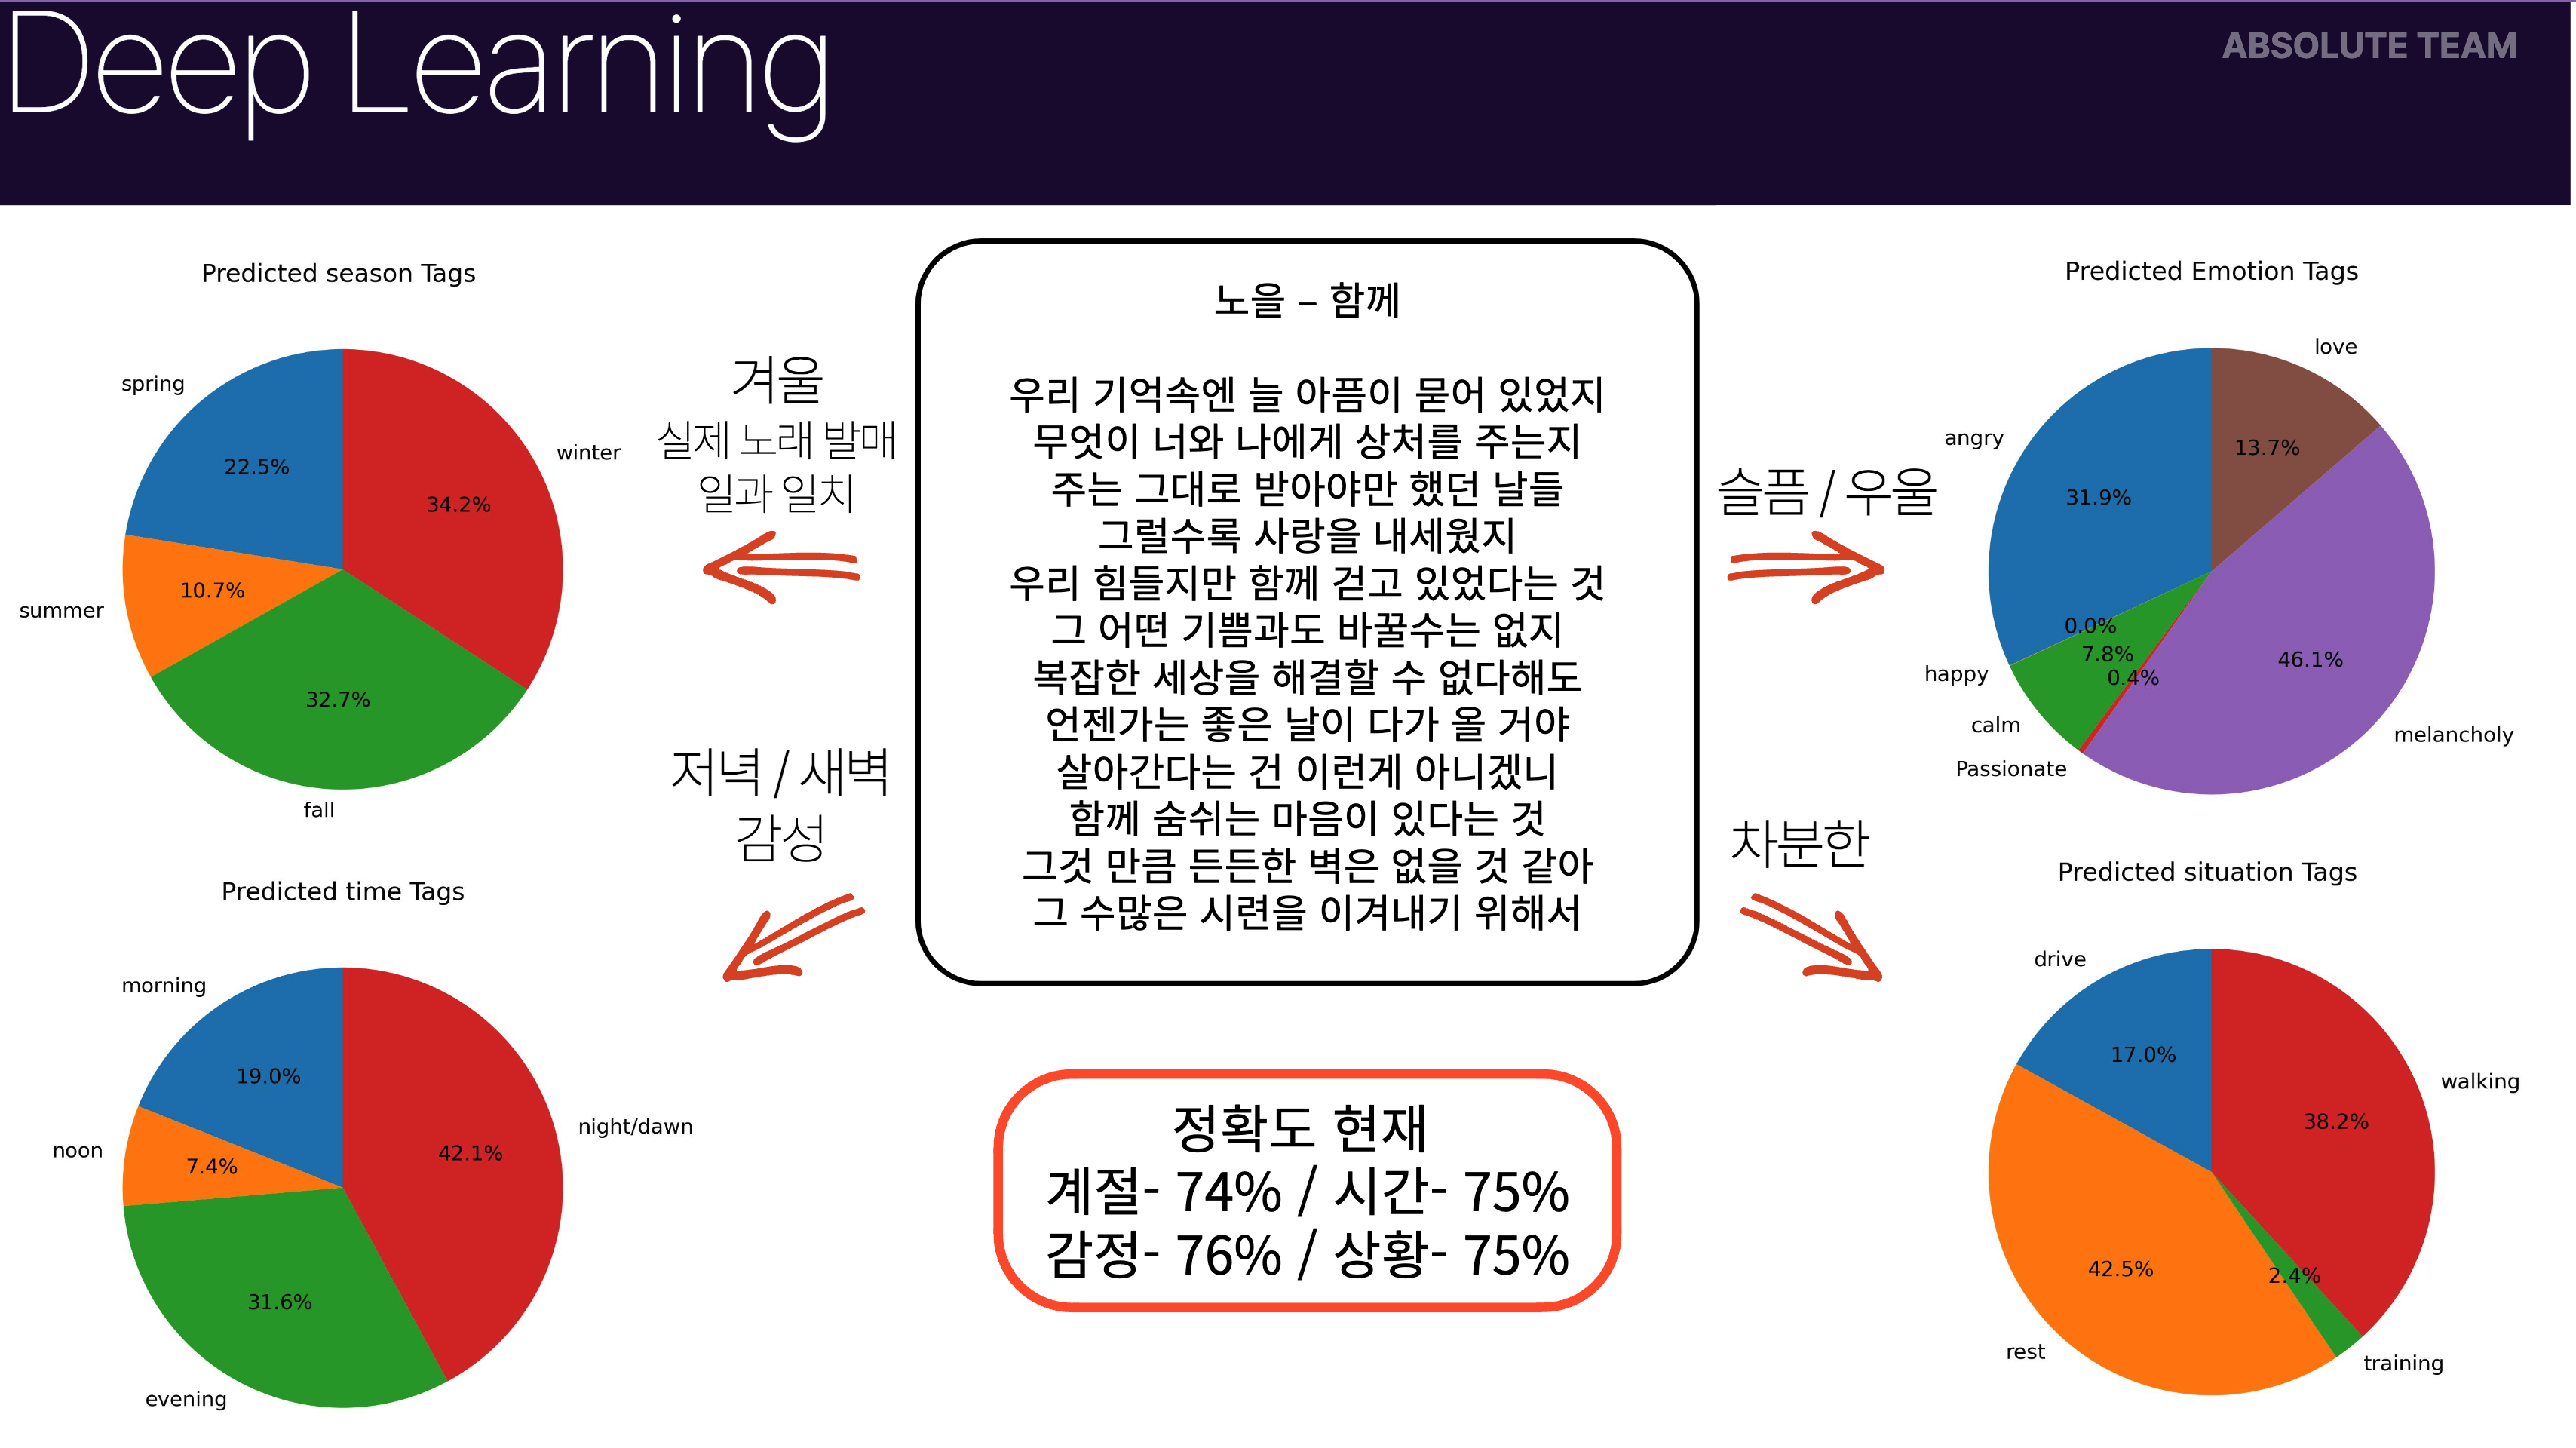 Deep Learning
ABSOLUTE TEAM
Predicted season Tags
spring
22.5%
winter
34.2%
summer
10.7%
32.7%
fall
겨울
실제 노래 발매
일과 일치
저녁 / 새벽
감성
Predicted time Tags
morning
19.0%
night/dawn
42.1%
noon
7.4%
31.6%
evening
노을 – 함께
우리 기억속엔 늘 아픔이 묻어 있었지
무엇이 너와 나에게 상처를 주는지
주는 그대로 받아야만 했던 날들
그럴수록 사랑을 내세웠지
우리 힘들지만 함께 걷고 있었다는 것
그 어떤 기쁨과도 바꿀수는 없지
복잡한 세상을 해결할 수 없다해도
언젠가는 좋은 날이 다가 올 거야
살아간다는 건 이런게 아니겠니
함께 숨쉬는 마음이 있다는 것
그것 만큼 든든한 벽은 없을 것 같아
그 수많은 시련을 이겨내기 위해서
정확도 현재
계절- 74% / 시간- 75%
감정- 76% / 상황- 75%
슬픔 / 우울
차분한
Predicted Emotion Tags
love
13.7%
angry
31.9%
0.0%
happy
7.8%
calm
0.4%
Passionate
46.1%
melancholy
Predicted situation Tags
drive
17.0%
walking
38.2%
42.5%
rest
2.4%
training